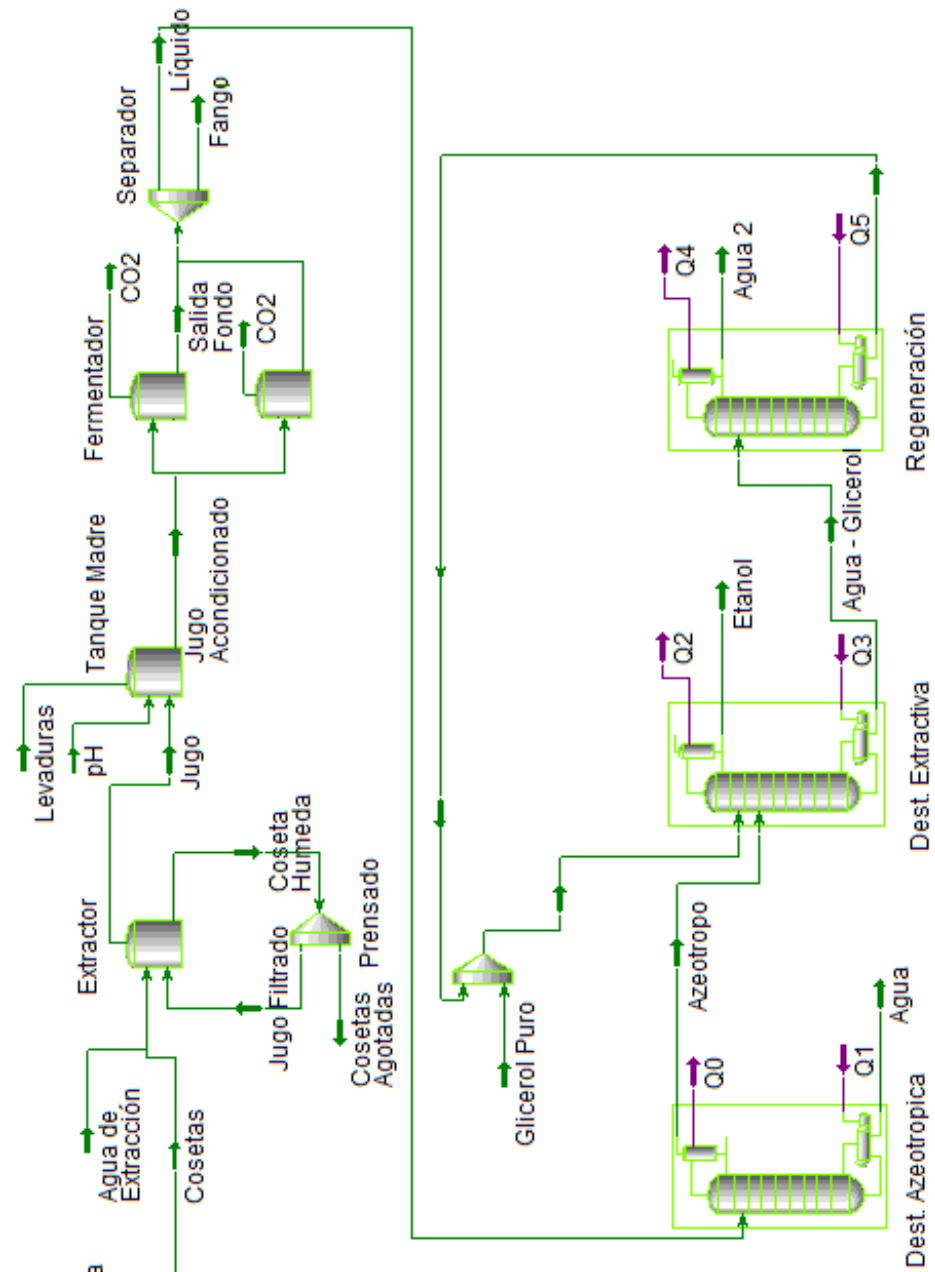 a
Agua de
Extracción
Cosetas
Extractor
Jugo Filtrado
Coseta
Humeda
Prensado
Cosetas
Agotadas
Levaduras
pH
Jugo
Tanque Madre
Jugo
Acondicionado
Fermentador
CO2
Salida
Fondo
CO2
Separador
Líquido
Fango
Glicerol Puro
Dest. Azeotropica
Q0
Azeotropo
Q1
Agua
Dest. Extractiva
Q2
Etanol
Q3
Agua - Glicerol
Regeneración
Q4
Agua 2
Q5